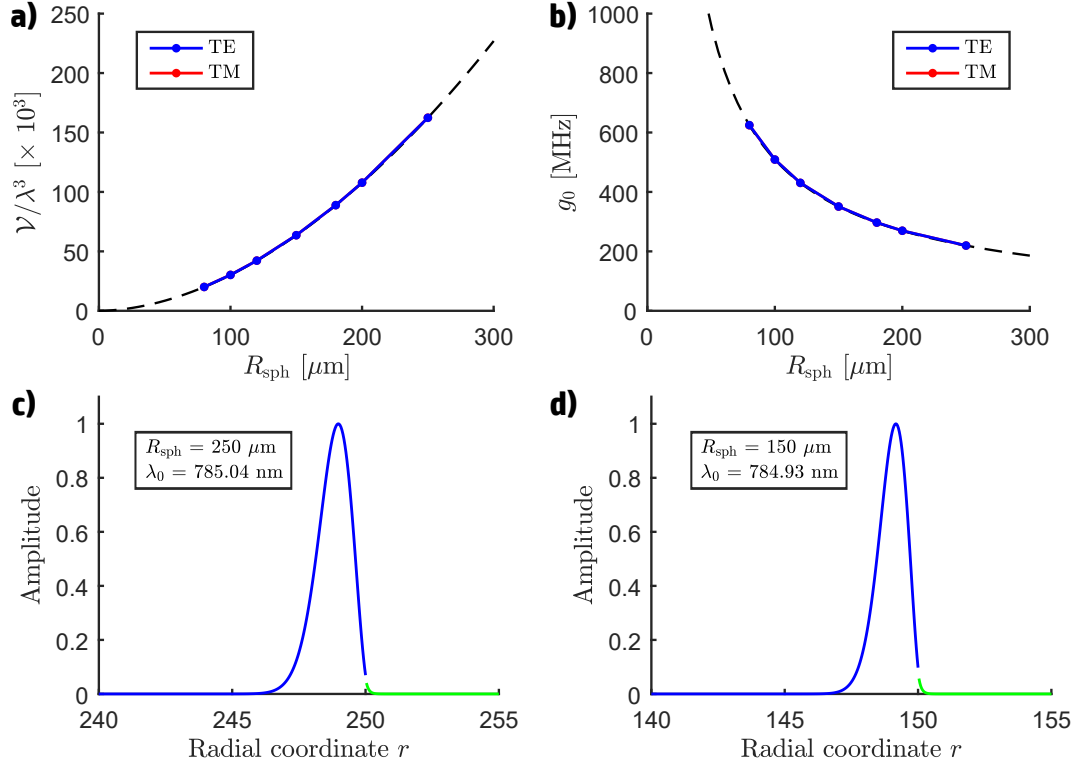 a)
250
200
150
100
50
0
0 100 200 300
𝒱/λ³ [× 10³]
R_sph [μm]
TE
TM
b)
1000
800
600
400
200
0
0 100 200 300
g₀ [MHz]
R_sph [μm]
TE
TM
c)
1
0.8
0.6
0.4
0.2
0
240 245 250 255
Amplitude
Radial coordinate r
R_sph = 250 μm
λ₀ = 785.04 nm
d)
1
0.8
0.6
0.4
0.2
0
140 145 150 155
Amplitude
Radial coordinate r
R_sph = 150 μm
λ₀ = 784.93 nm